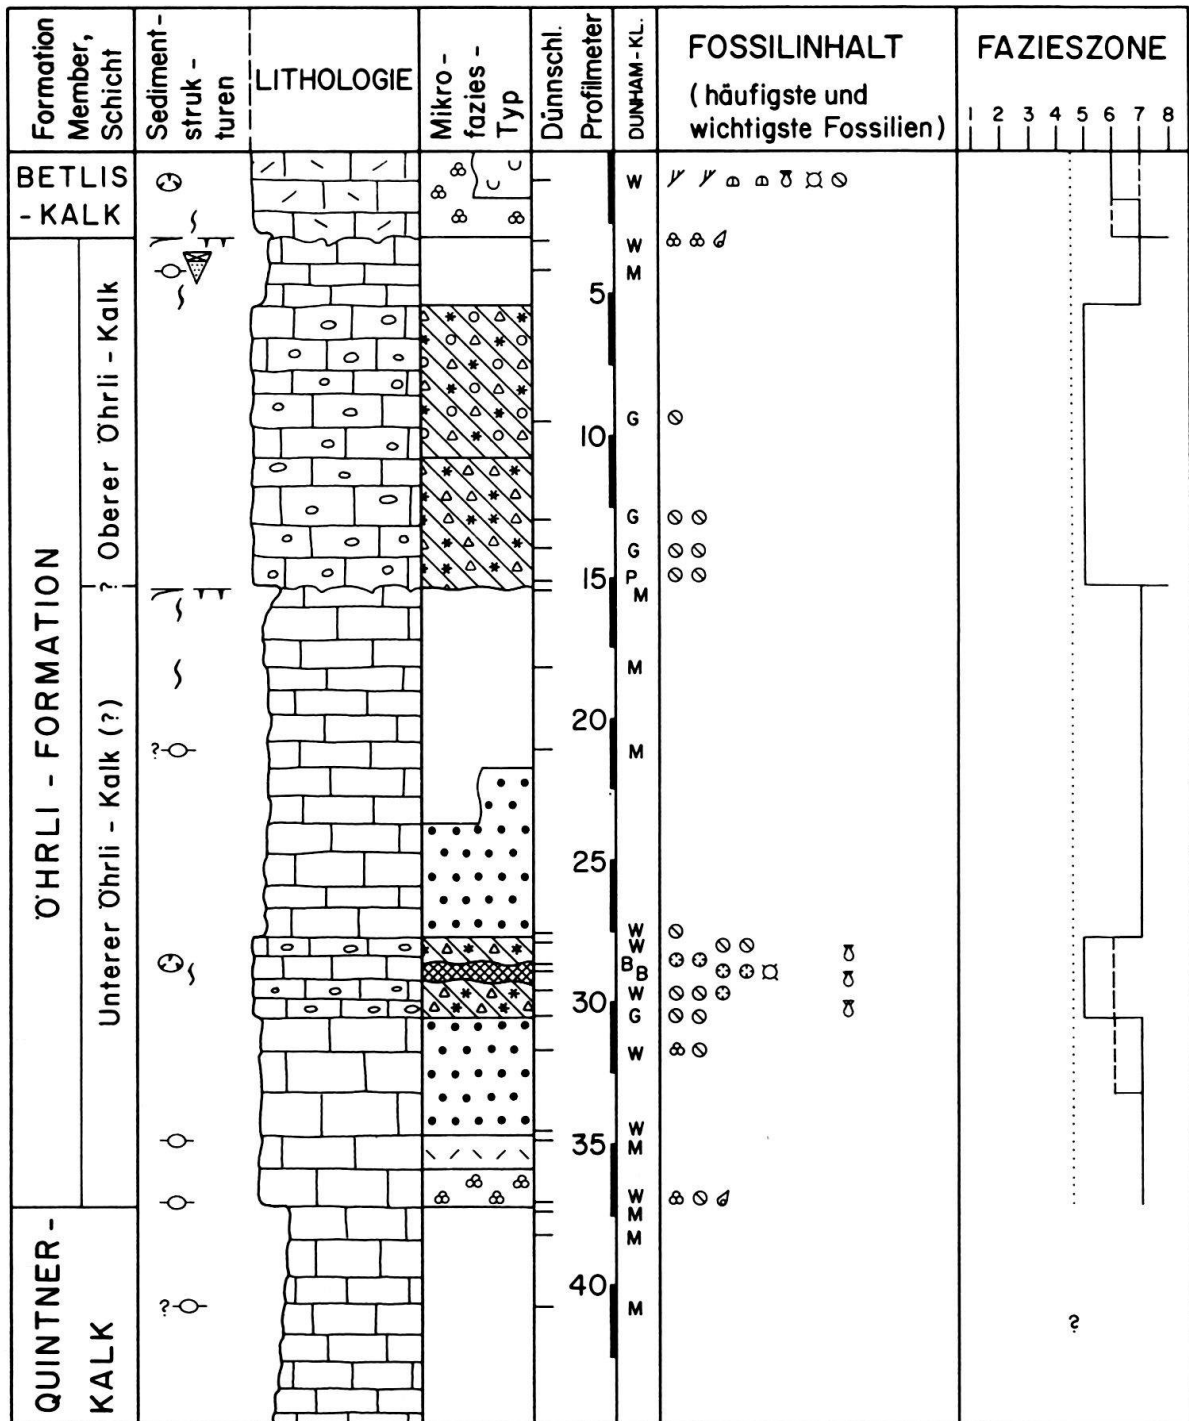 Formation
Member,
Schicht
Sediment-
struk-
turen
LITHOLOGIE
Mikro-
fazies-
Typ
Dünnschl.
Profilmeter
DUNHAM-KL.
FOSSILINHALT
(häufigste und
wichtigste Fossilien)
FAZIESZONE
1 2 3 4 5 6 7 8
BETLIS
-KALK
W
W
M
5
G
10
G
G
P
15
M
M
20
M
25
W
W
B
B
W
30
G
W
W
35
M
W
M
M
40
M
ÖHRLI - FORMATION
Oberer Öhrli - Kalk
?
Unterer Öhrli - Kalk (?)
?
?
?
QUINTNER-
KALK